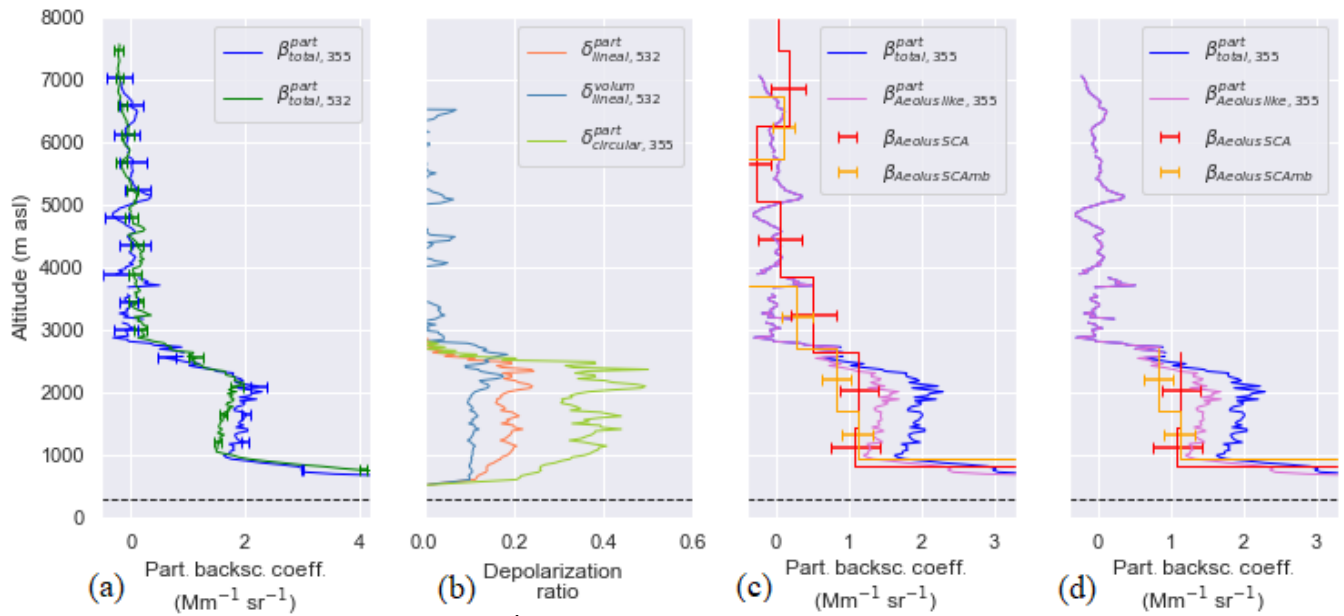 8000
7000
6000
5000
4000
3000
2000
1000
0
Altitude (m asl)
β^part_total, 355
β^part_total, 532
0 2 4
(a) Part. backsc. coeff.
(Mm⁻¹ sr⁻¹)
δ^part_lineal, 532
δ^volum_lineal, 532
δ^part_circular, 355
0.0 0.2 0.4 0.6
(b) Depolarization
ratio
β^part_total, 355
β^part_Aeolus like, 355
β_Aeolus SCA
β_Aeolus SCAmb
0 1 2 3
(c) Part. backsc. coeff.
(Mm⁻¹ sr⁻¹)
β^part_total, 355
β^part_Aeolus like, 355
β_Aeolus SCA
β_Aeolus SCAmb
0 1 2 3
(d) Part. backsc. coeff.
(Mm⁻¹ sr⁻¹)